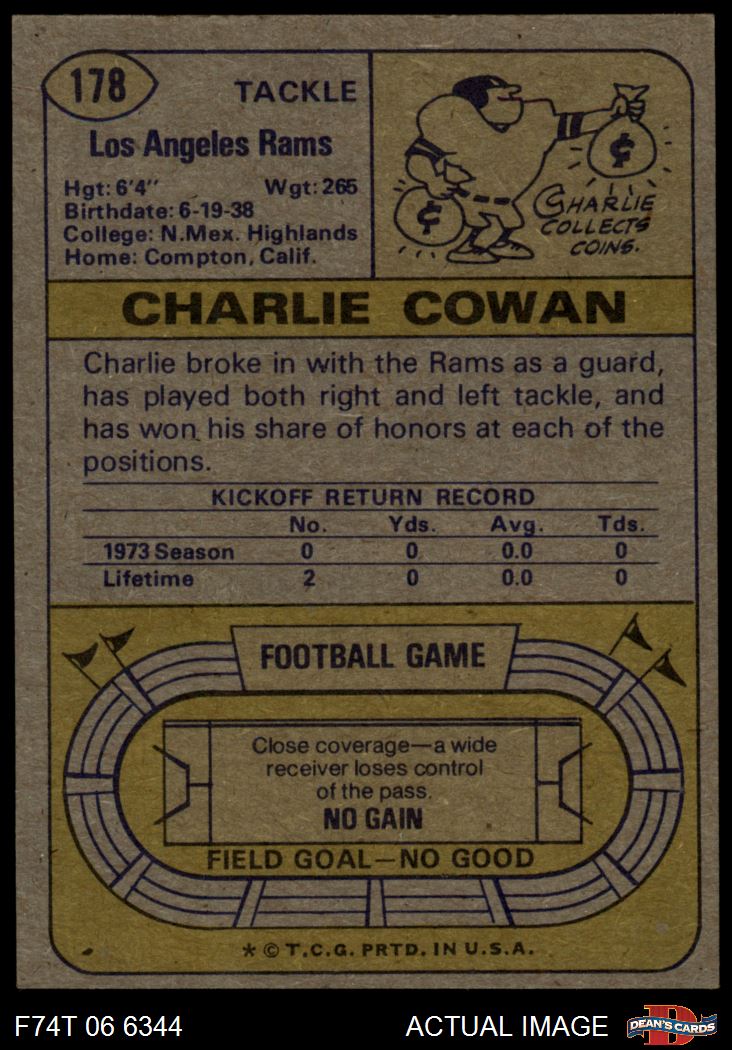 178
TACKLE
Los Angeles Rams
Hgt: 6'4" Wgt: 265
Birthdate: 6-19-38
College: N.Mex. Highlands
Home: Compton, Calif.
¢
¢
CHARLIE
COLLECTS
COINS.
CHARLIE COWAN
Charlie broke in with the Rams as a guard,
has played both right and left tackle, and
has won his share of honors at each of the
positions.
KICKOFF RETURN RECORD
No. Yds. Avg. Tds.
1973 Season 0 0 0.0 0
Lifetime 2 0 0.0 0
FOOTBALL GAME
Close coverage—a wide
receiver loses control
of the pass.
NO GAIN
FIELD GOAL—NO GOOD
* © T.C.G. PRTD. IN U.S.A.
F74T 06 6344 ACTUAL IMAGE D DEAN'S CARDS